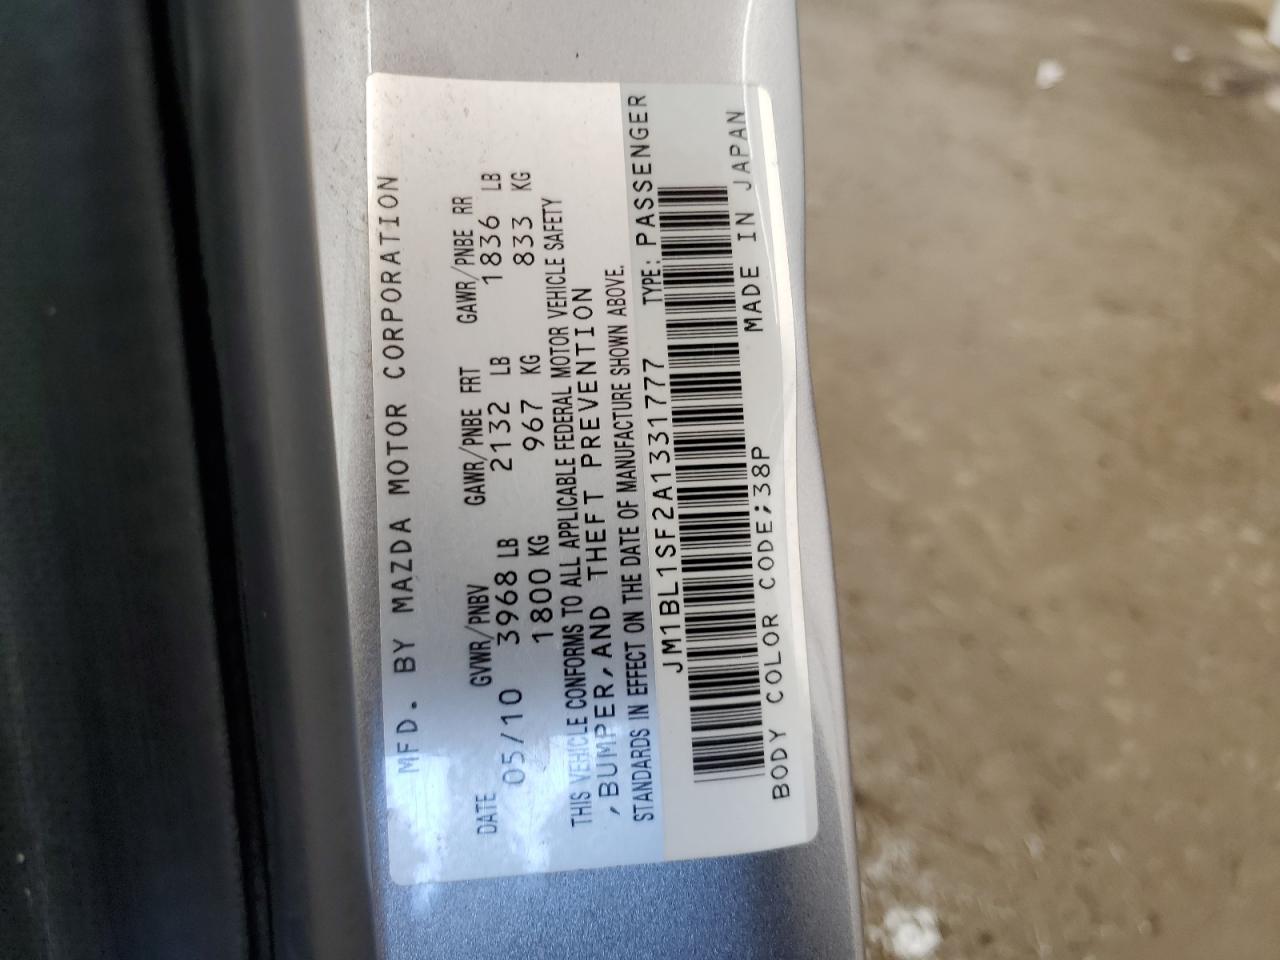 MFD. BY MAZDA MOTOR CORPORATION
DATE GVWR/PNBV GAWR/PNBE FRT GAWR/PNBE RR
05/10 3968 LB 2132 LB 1836 LB
1800 KG 967 KG 833 KG
THIS VEHICLE CONFORMS TO ALL APPLICABLE FEDERAL MOTOR VEHICLE SAFETY
,BUMPER,AND THEFT PREVENTION
STANDARDS IN EFFECT ON THE DATE OF MANUFACTURE SHOWN ABOVE.
JM1BL1SF2A1331777 TYPE: PASSENGER
BODY COLOR CODE;38P MADE IN JAPAN